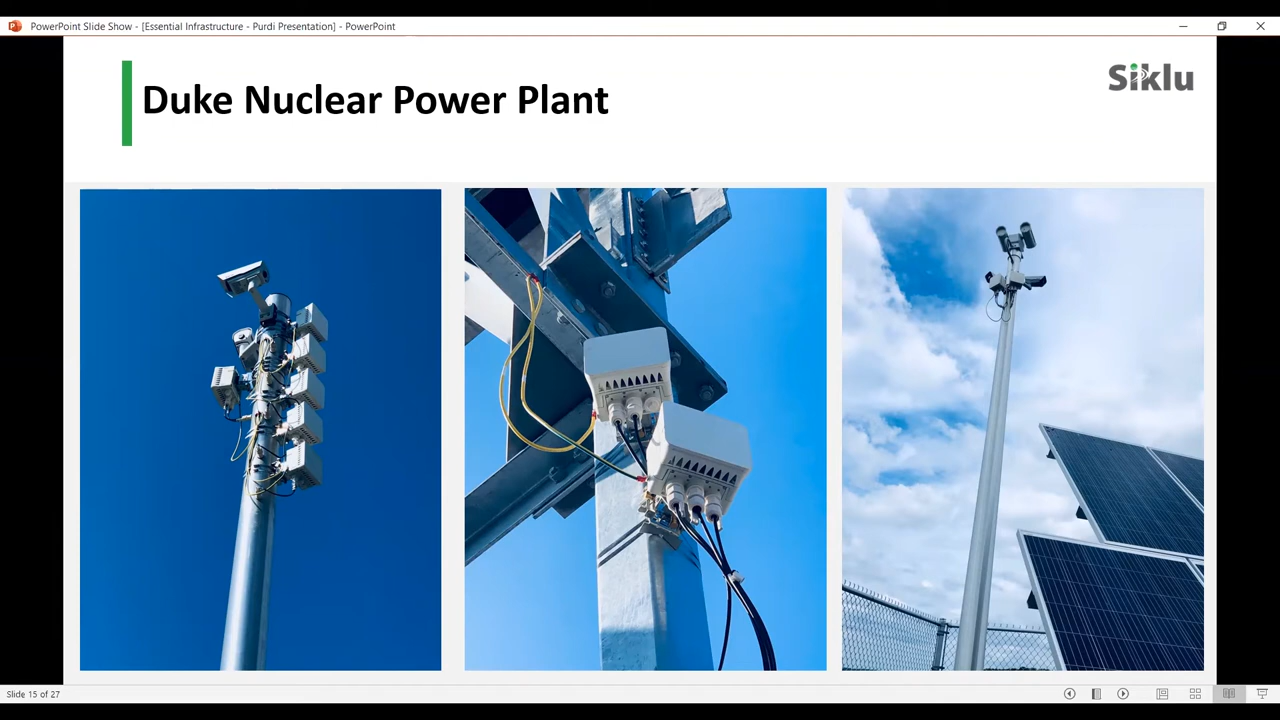 PowerPoint Slide Show - [Essential Infrastructure - Purdi Presentation] - PowerPoint
Siklu
Duke Nuclear Power Plant
Slide 15 of 27